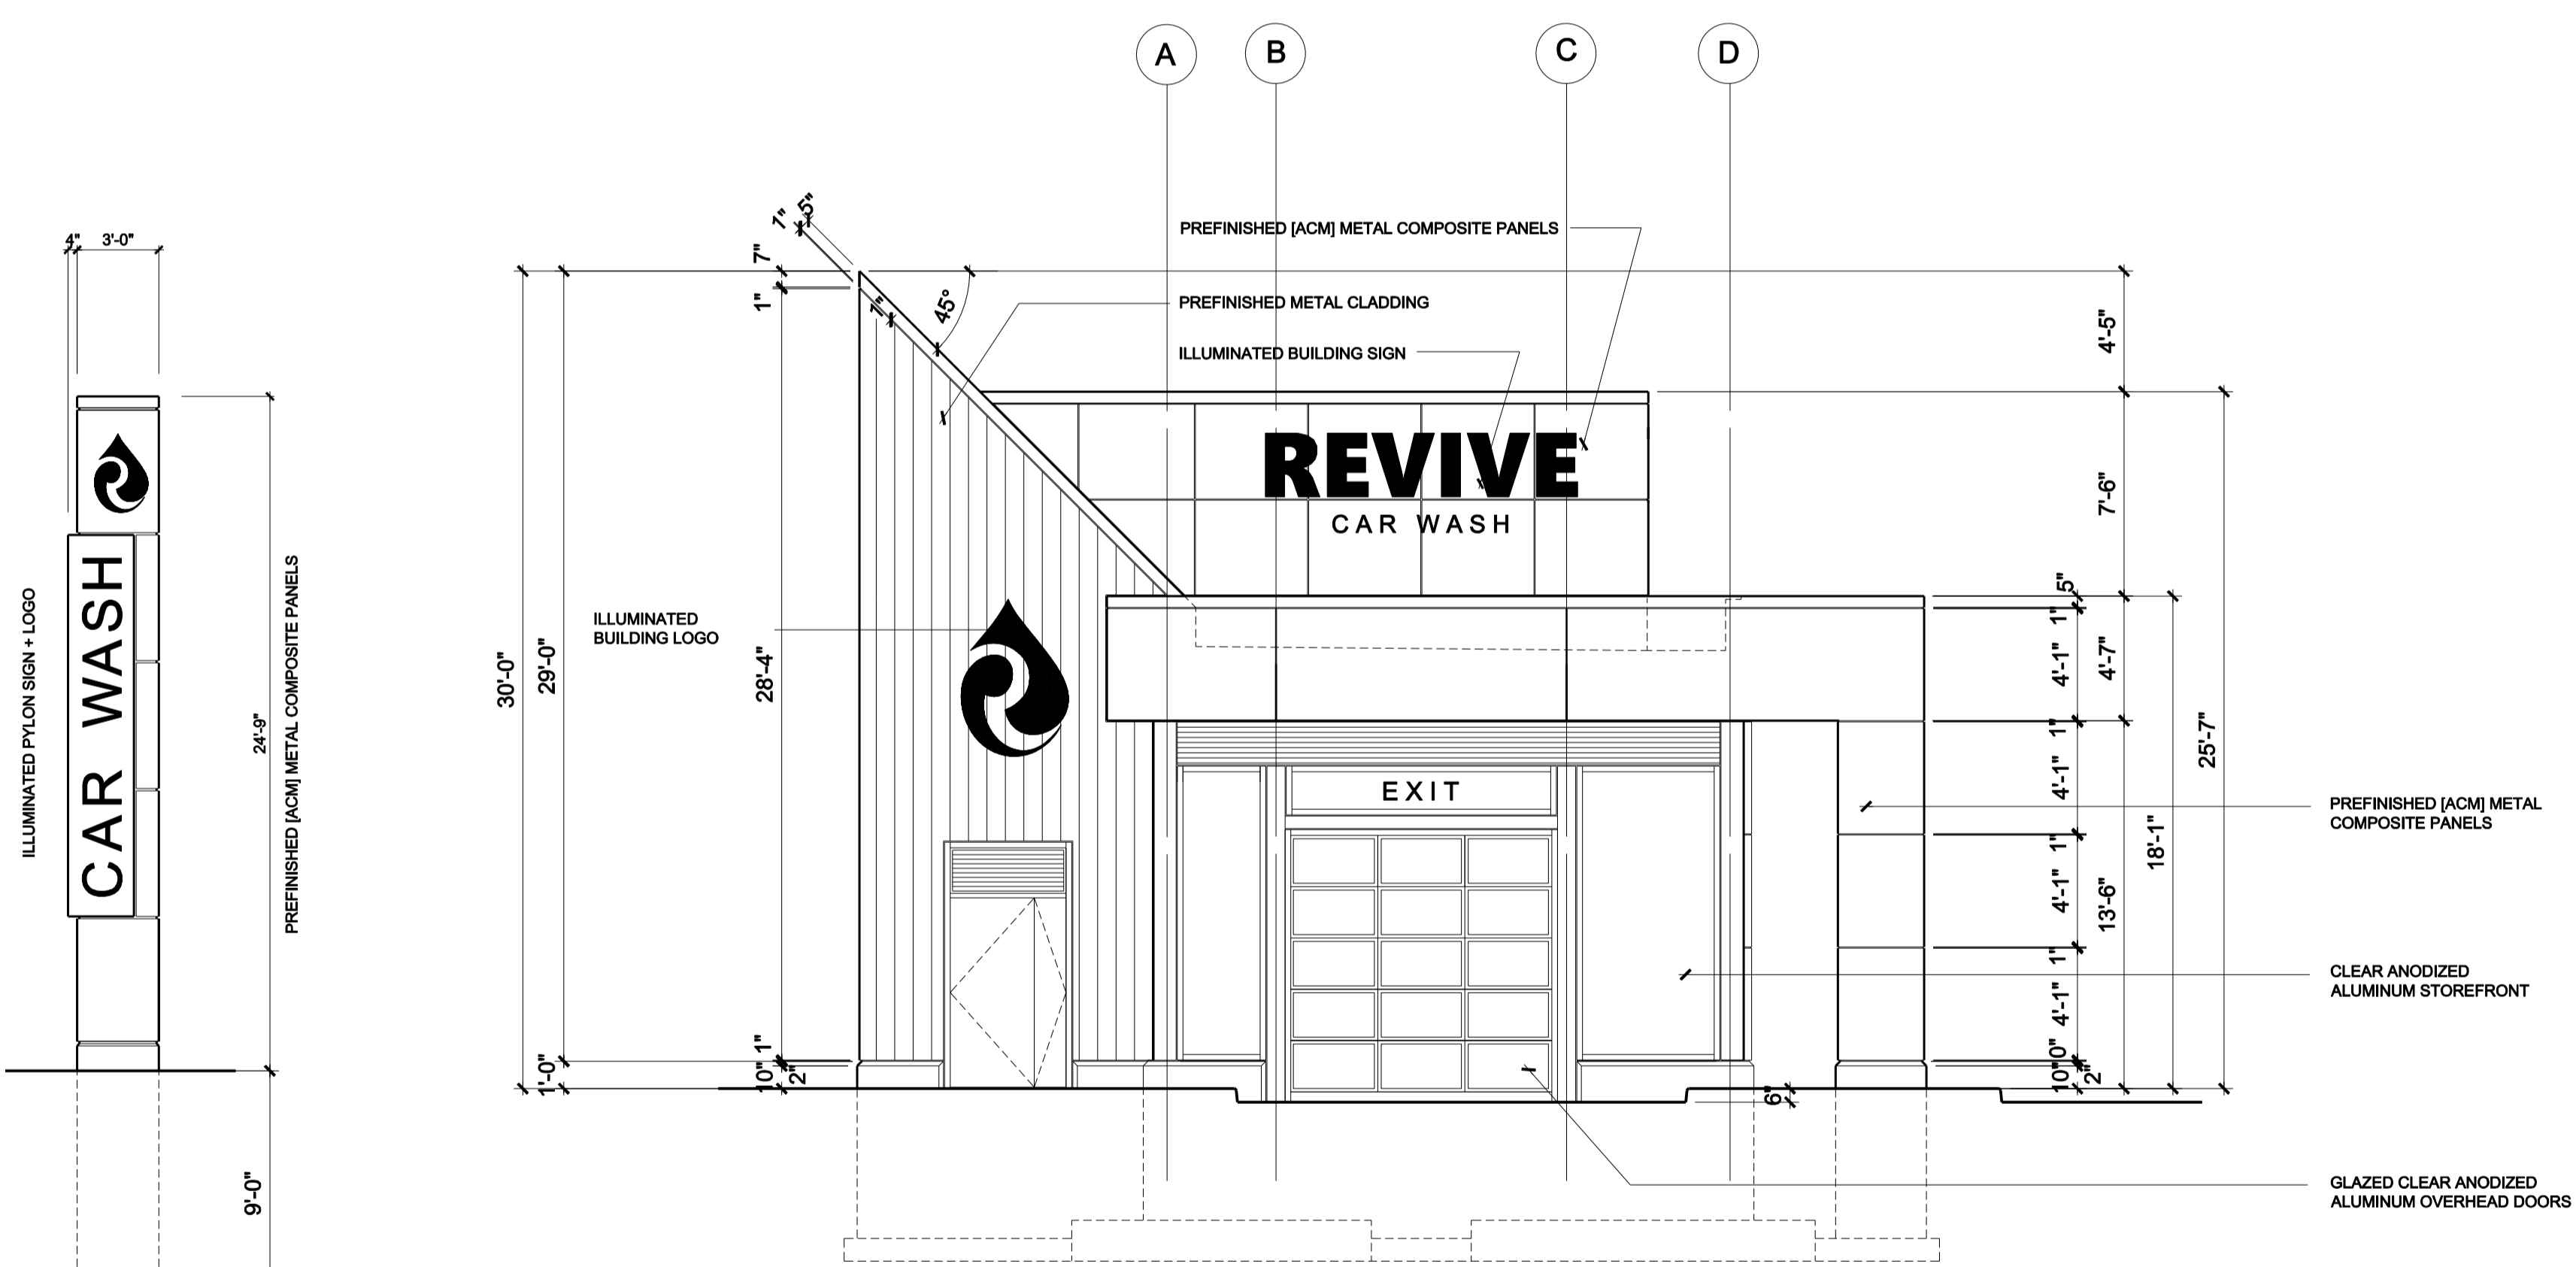 A
B
C
D
4"
3'-0"
ILLUMINATED PYLON SIGN + LOGO
CAR WASH
24'-9"
PREFINISHED [ACM] METAL COMPOSITE PANELS
9'-0"
1"
5"
7"
1"
1"
45°
PREFINISHED [ACM] METAL COMPOSITE PANELS
PREFINISHED METAL CLADDING
ILLUMINATED BUILDING SIGN
REVIVE
CAR WASH
ILLUMINATED
BUILDING LOGO
30'-0"
29'-0"
28'-4"
1'-0"
1"
10"
2"
EXIT
6"
4'-5"
7'-6"
5"
1"
4'-1"
4'-7"
1"
4'-1"
1"
4'-1"
13'-6"
1"
4'-1"
0"
10"
2"
18'-1"
25'-7"
PREFINISHED [ACM] METAL
COMPOSITE PANELS
CLEAR ANODIZED
ALUMINUM STOREFRONT
GLAZED CLEAR ANODIZED
ALUMINUM OVERHEAD DOORS